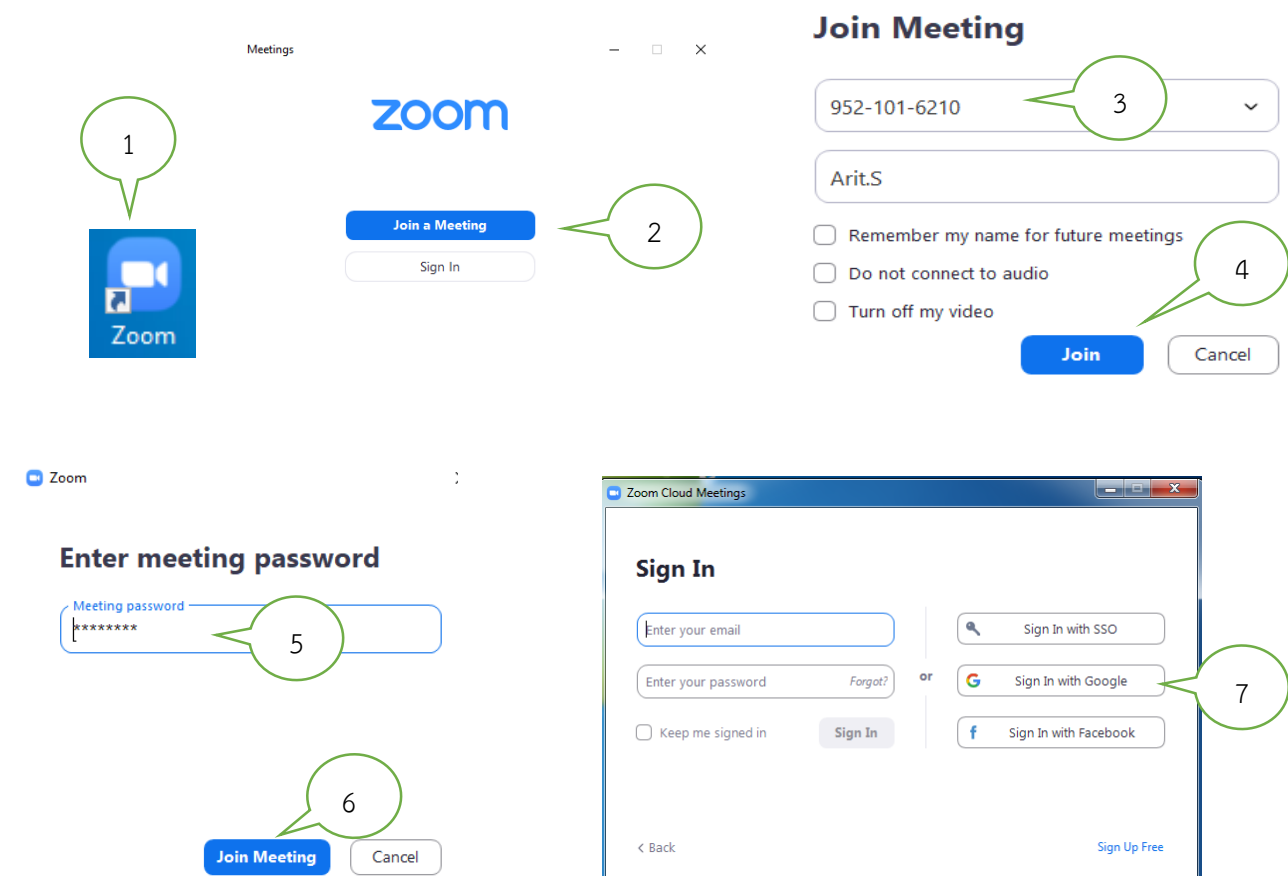 Meetings
zoom
1
Zoom
Join a Meeting
Sign In
2
Join Meeting
952-101-6210
3
Arit.S
Remember my name for future meetings
Do not connect to audio
Turn off my video
4
Join
Cancel
Zoom
Enter meeting password
Meeting password
********
5
6
Join Meeting
Cancel
Zoom Cloud Meetings
Sign In
Enter your email
Enter your password
Forgot?
Keep me signed in
Sign In
or
Sign In with SSO
Sign In with Google
Sign In with Facebook
7
< Back
Sign Up Free